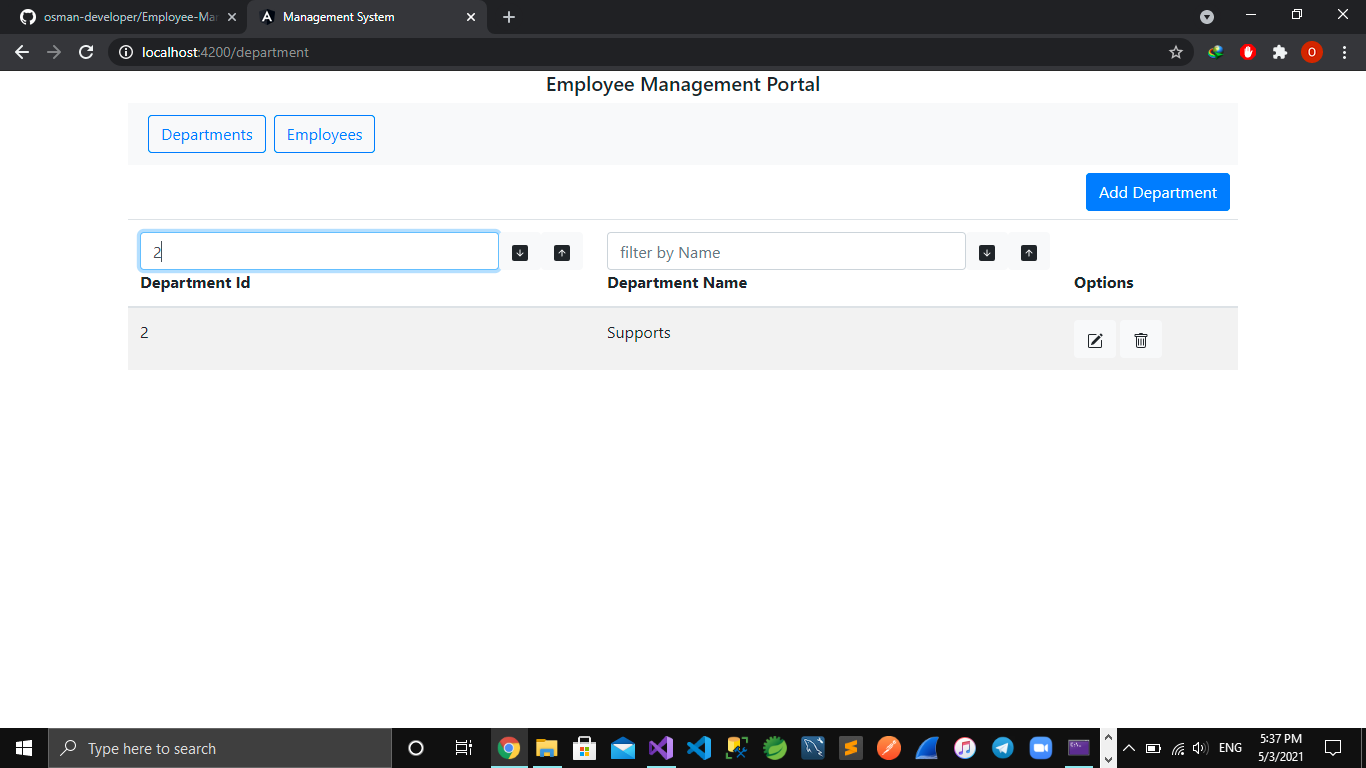 osman-developer/Employee-Mar
Management System
localhost:4200/department
O
Employee Management Portal
Departments
Employees
Add Department
2
filter by Name
Department Id
Department Name
Options
2
Supports
Type here to search
ENG
5:37 PM
5/3/2021